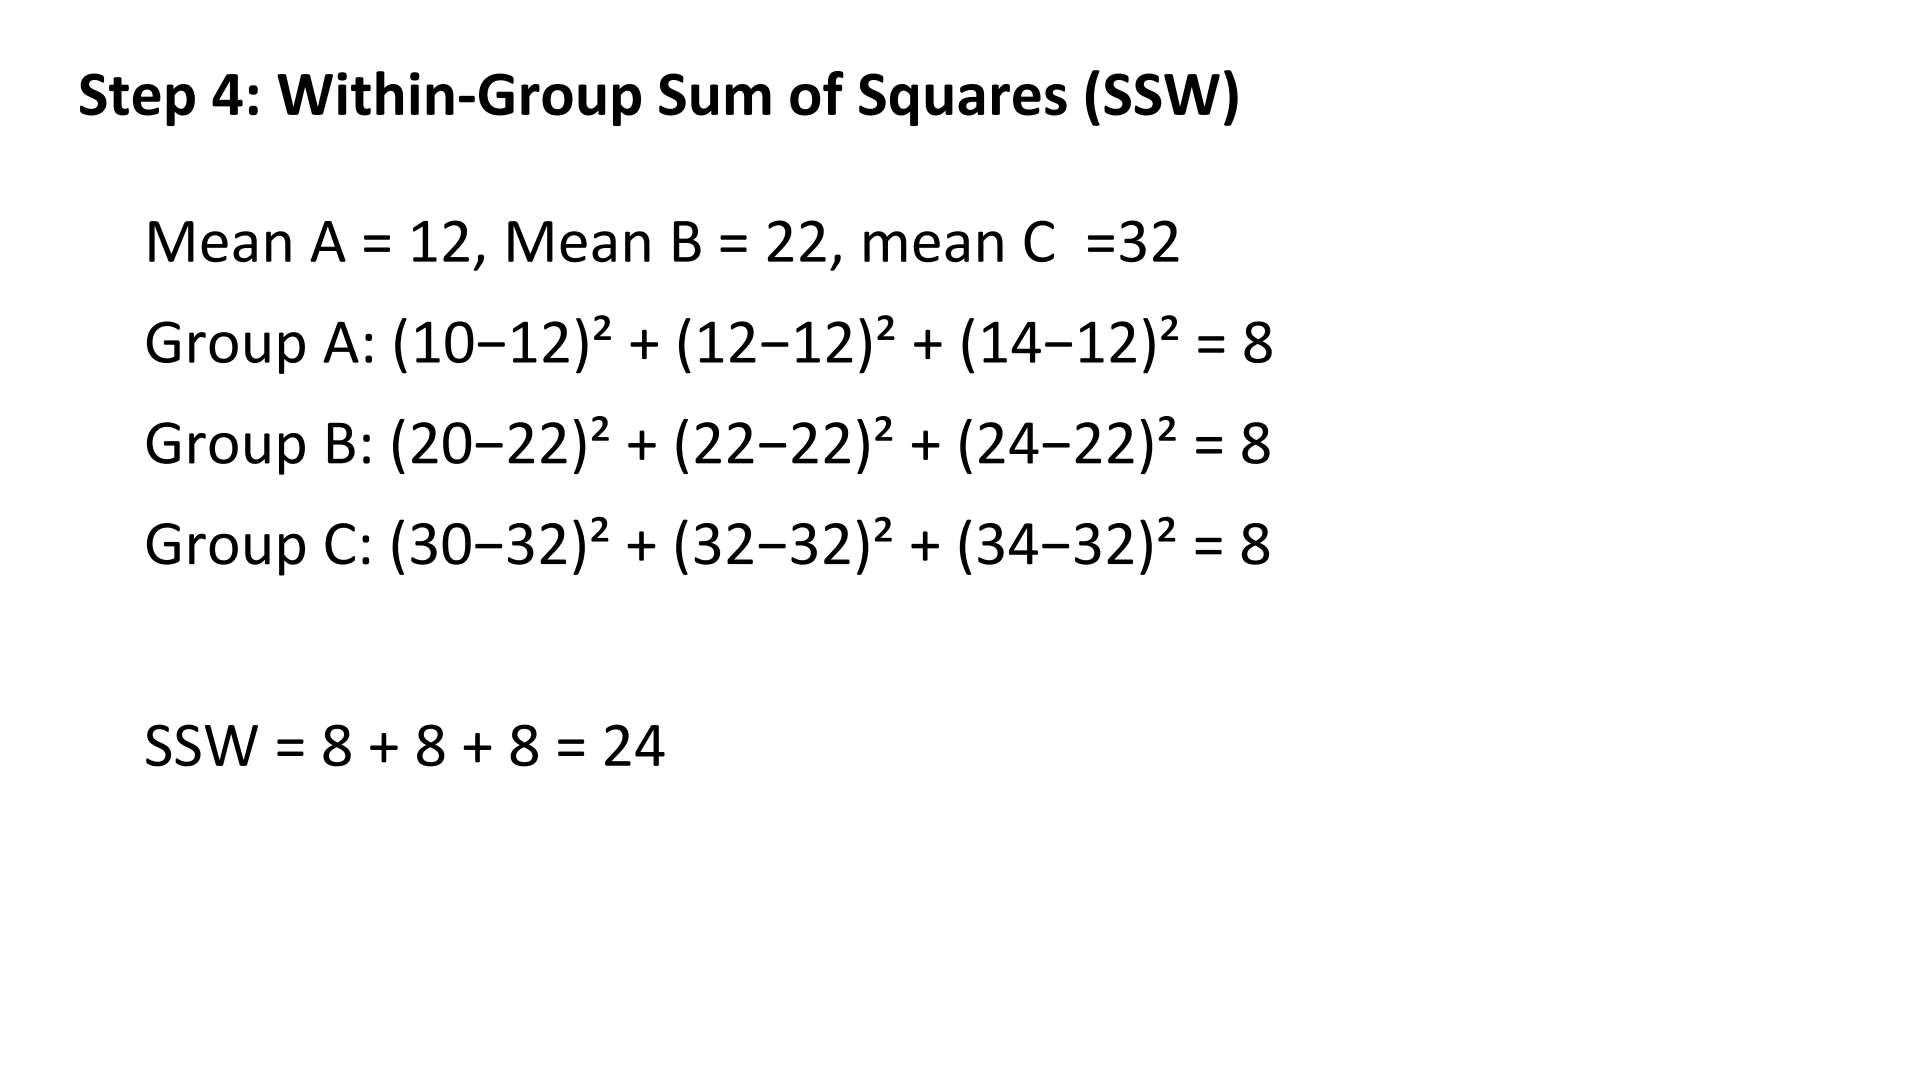 Step 4: Within-Group Sum of Squares (SSW)
Mean A = 12, Mean B = 22, mean C  =32
Group A: (10−12)² + (12−12)² + (14−12)² = 8
Group B: (20−22)² + (22−22)² + (24−22)² = 8
Group C: (30−32)² + (32−32)² + (34−32)² = 8
SSW = 8 + 8 + 8 = 24